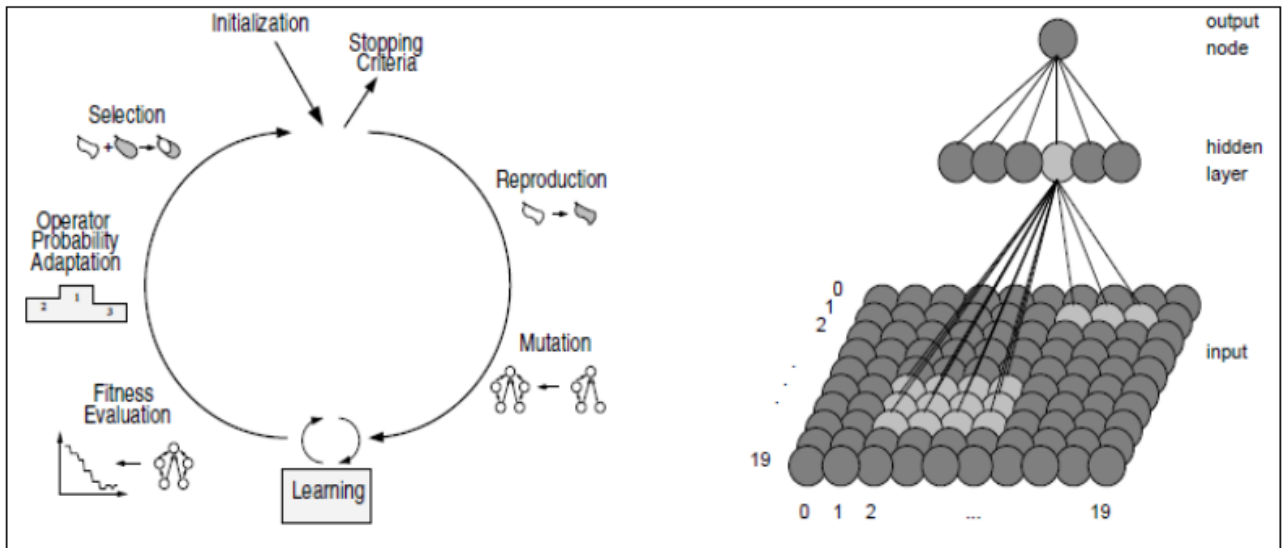 Initialization
Stopping
Criteria
Selection
+
Reproduction
Operator
Probability
Adaptation
2 1 3
Mutation
Fitness
Evaluation
Learning
output
node
hidden
layer
0
1
2
.
.
.
input
19
0 1 2 ... 19